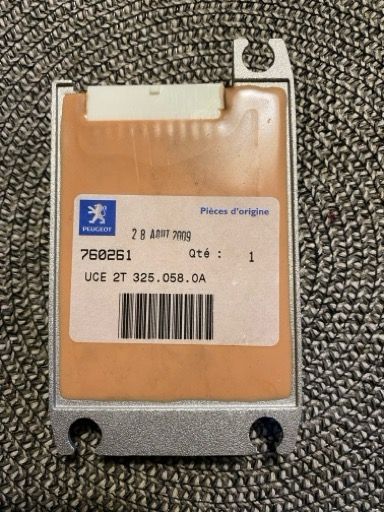 Pièces d'origine
PEUGEOT
28 AOUT 2009
760261 Qté : 1
UCE 2T 325.058.0A